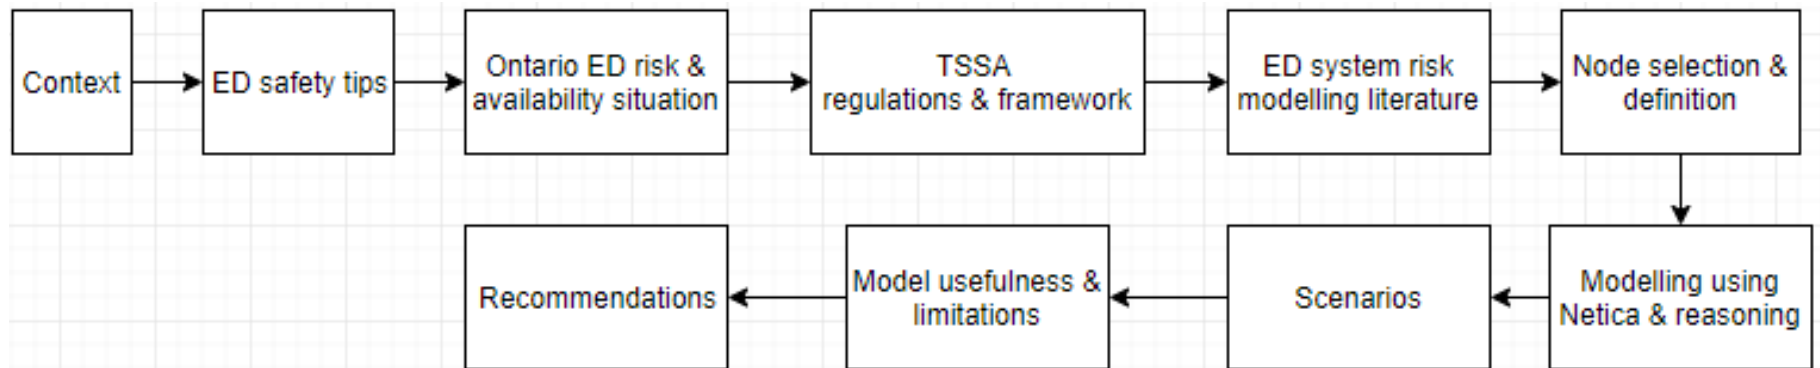 Context
ED safety tips
Ontario ED risk &
availability situation
TSSA
regulations & framework
ED system risk
modelling literature
Node selection &
definition
Modelling using
Netica & reasoning
Scenarios
Model usefulness &
limitations
Recommendations